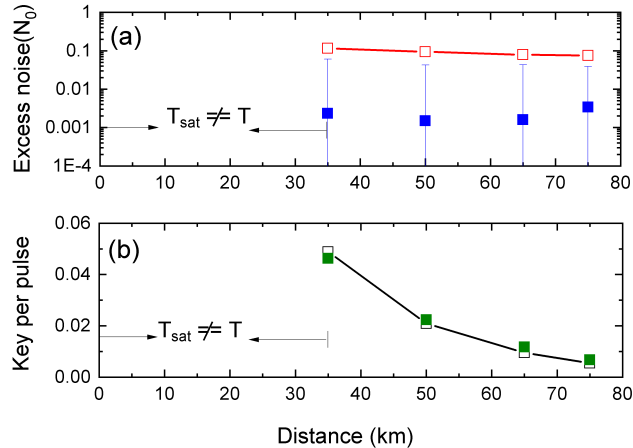 Excess noise(N₀)
(a)
1
0.1
0.01
0.001
1E-4
T_sat ≠ T
0 10 20 30 40 50 60 70 80
Key per pulse
(b)
0.06
0.04
0.02
0.00
T_sat ≠ T
0 10 20 30 40 50 60 70 80
Distance (km)